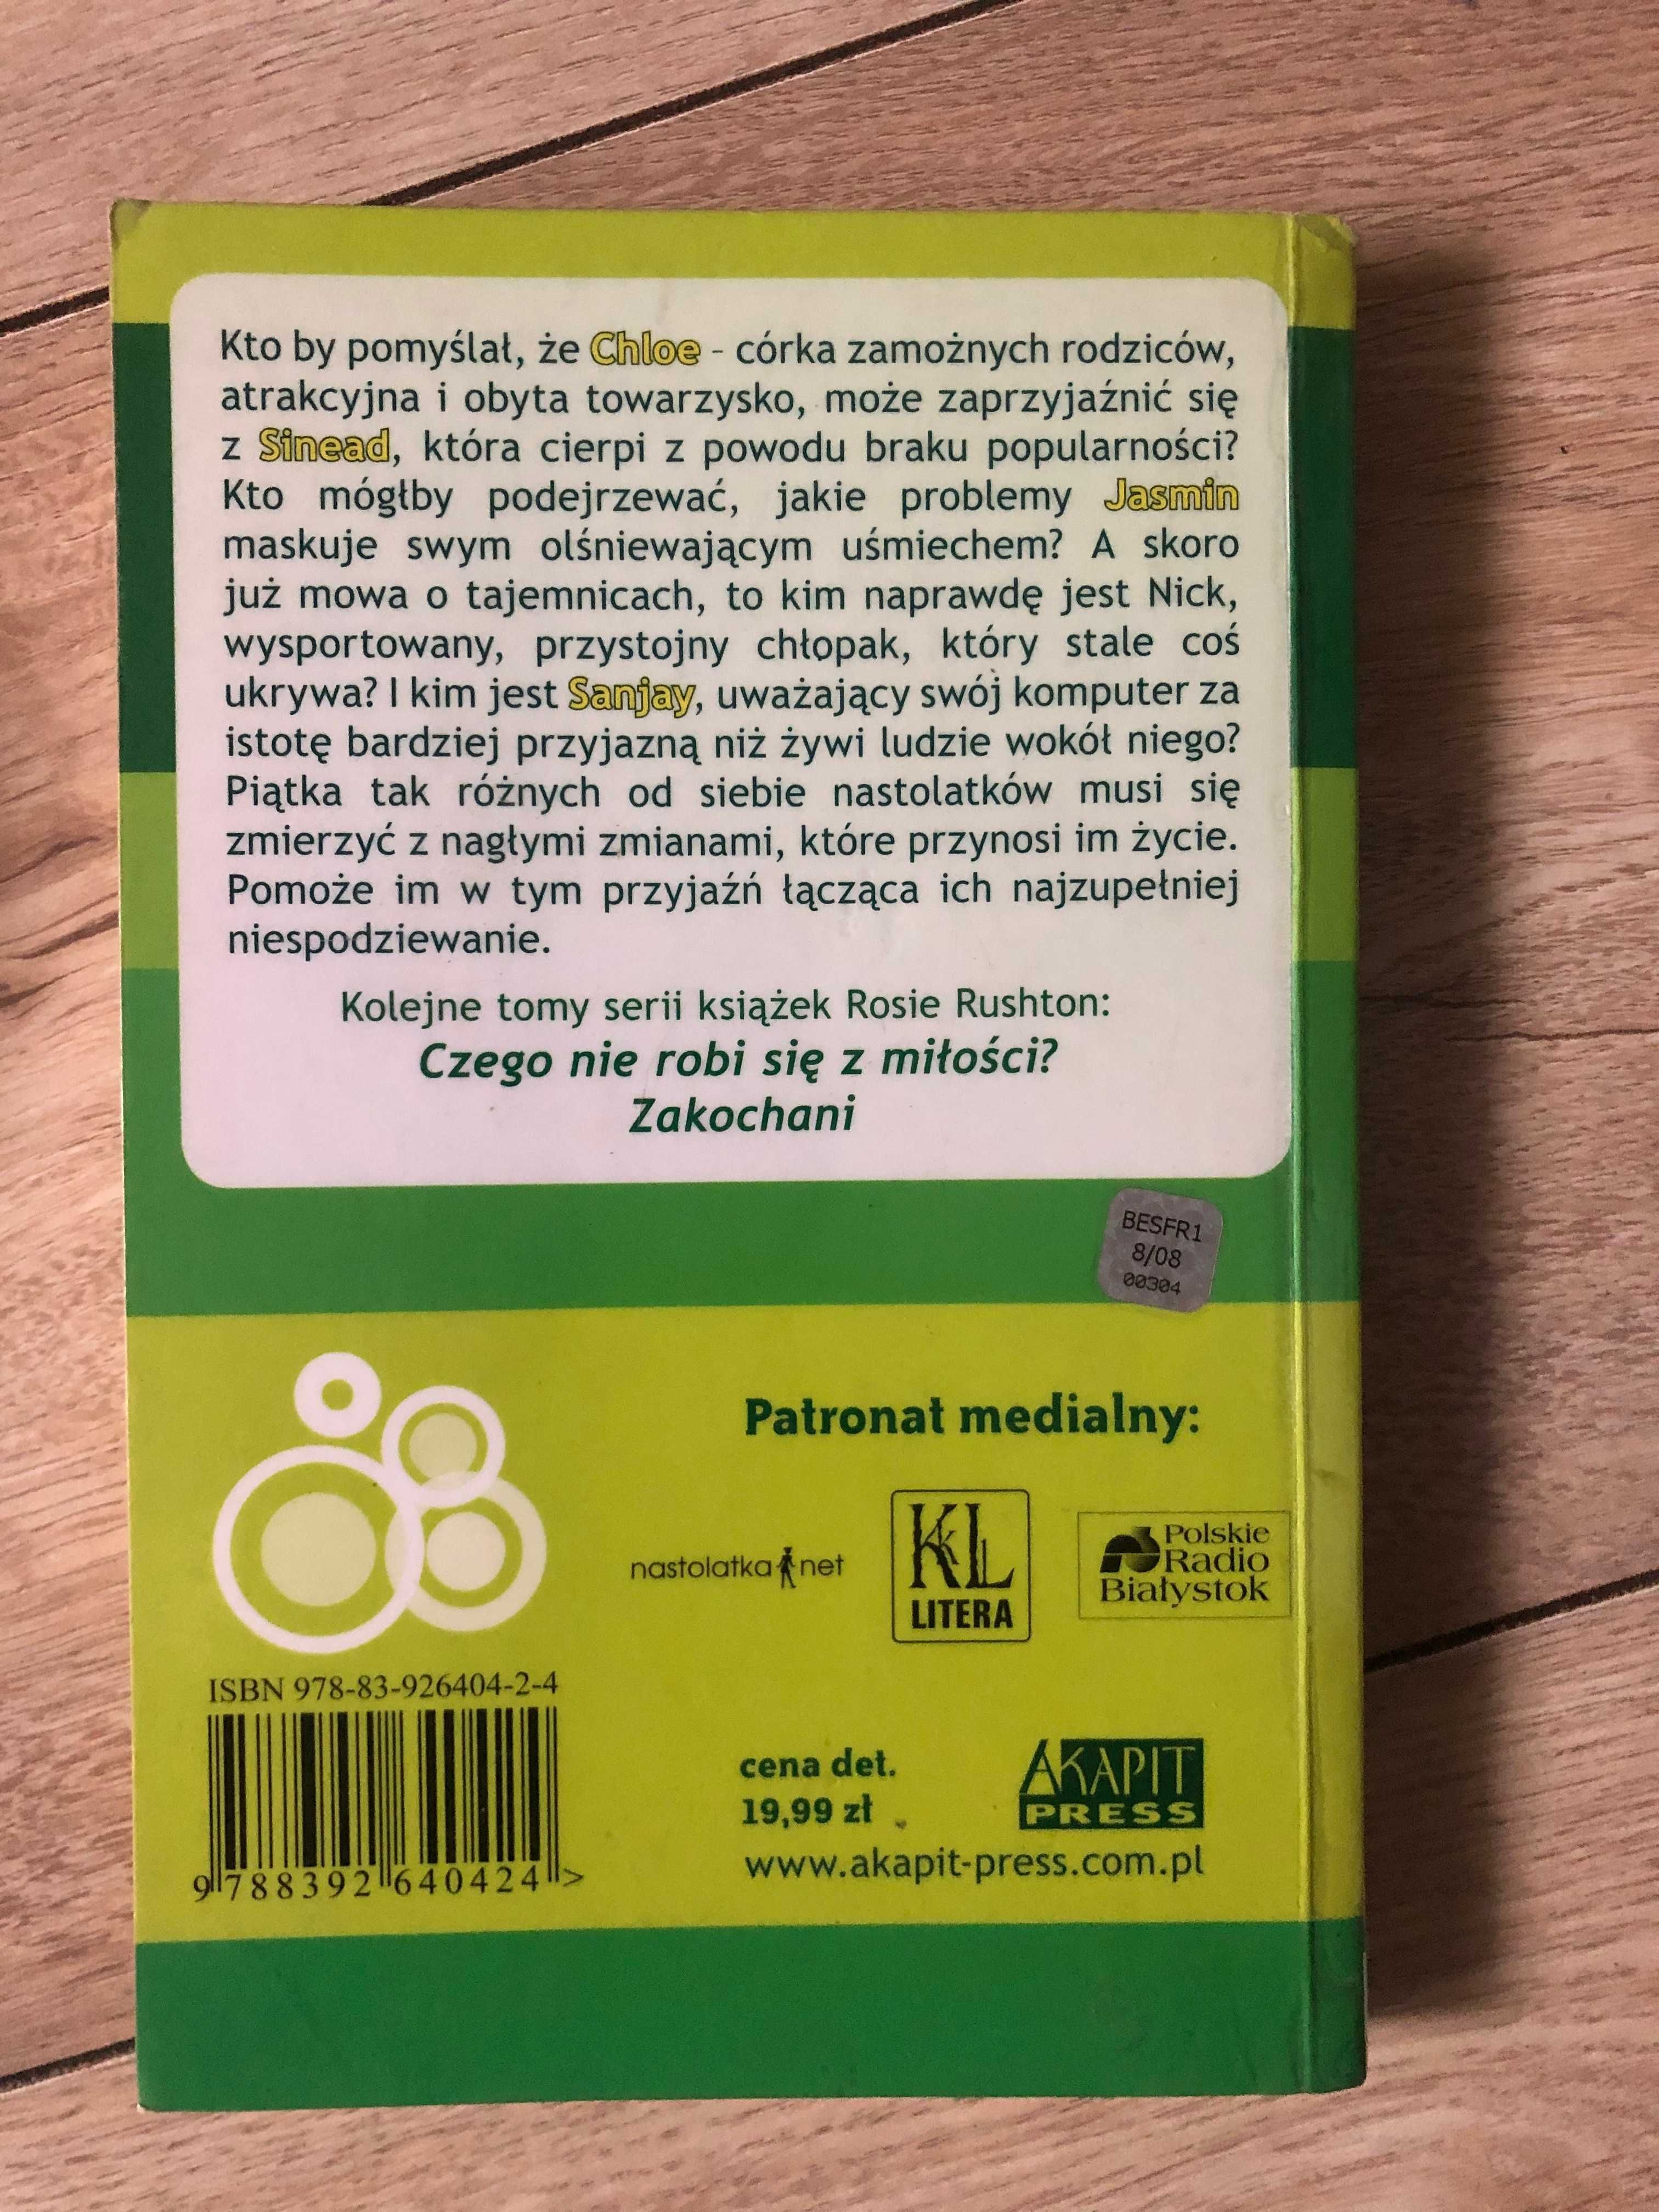 Kto by pomyślał, że Chloe - córka zamożnych rodziców,
atrakcyjna i obyta towarzysko, może zaprzyjaźnić się
z Sinead, która cierpi z powodu braku popularności?
Kto mógłby podejrzewać, jakie problemy Jasmin
maskuje swym olśniewającym uśmiechem? A skoro
już mowa o tajemnicach, to kim naprawdę jest Nick,
wysportowany, przystojny chłopak, który stale coś
ukrywa? I kim jest Sanjay, uważający swój komputer za
istotę bardziej przyjazną niż żywi ludzie wokół niego?
Piątka tak różnych od siebie nastolatków musi się
zmierzyć z nagłymi zmianami, które przynosi im życie.
Pomoże im w tym przyjaźń łącząca ich najzupełniej
niespodziewanie.
Kolejne tomy serii książek Rosie Rushton:
Czego nie robi się z miłości?
Zakochani
BESFR1
8/08
00304
Patronat medialny:
nastolatka net
KL
LITERA
Polskie
Radio
Białystok
ISBN 978-83-926404-2-4
9 788392 640424 >
cena det.
19,99 zł
AKAPIT
PRESS
www.akapit-press.com.pl